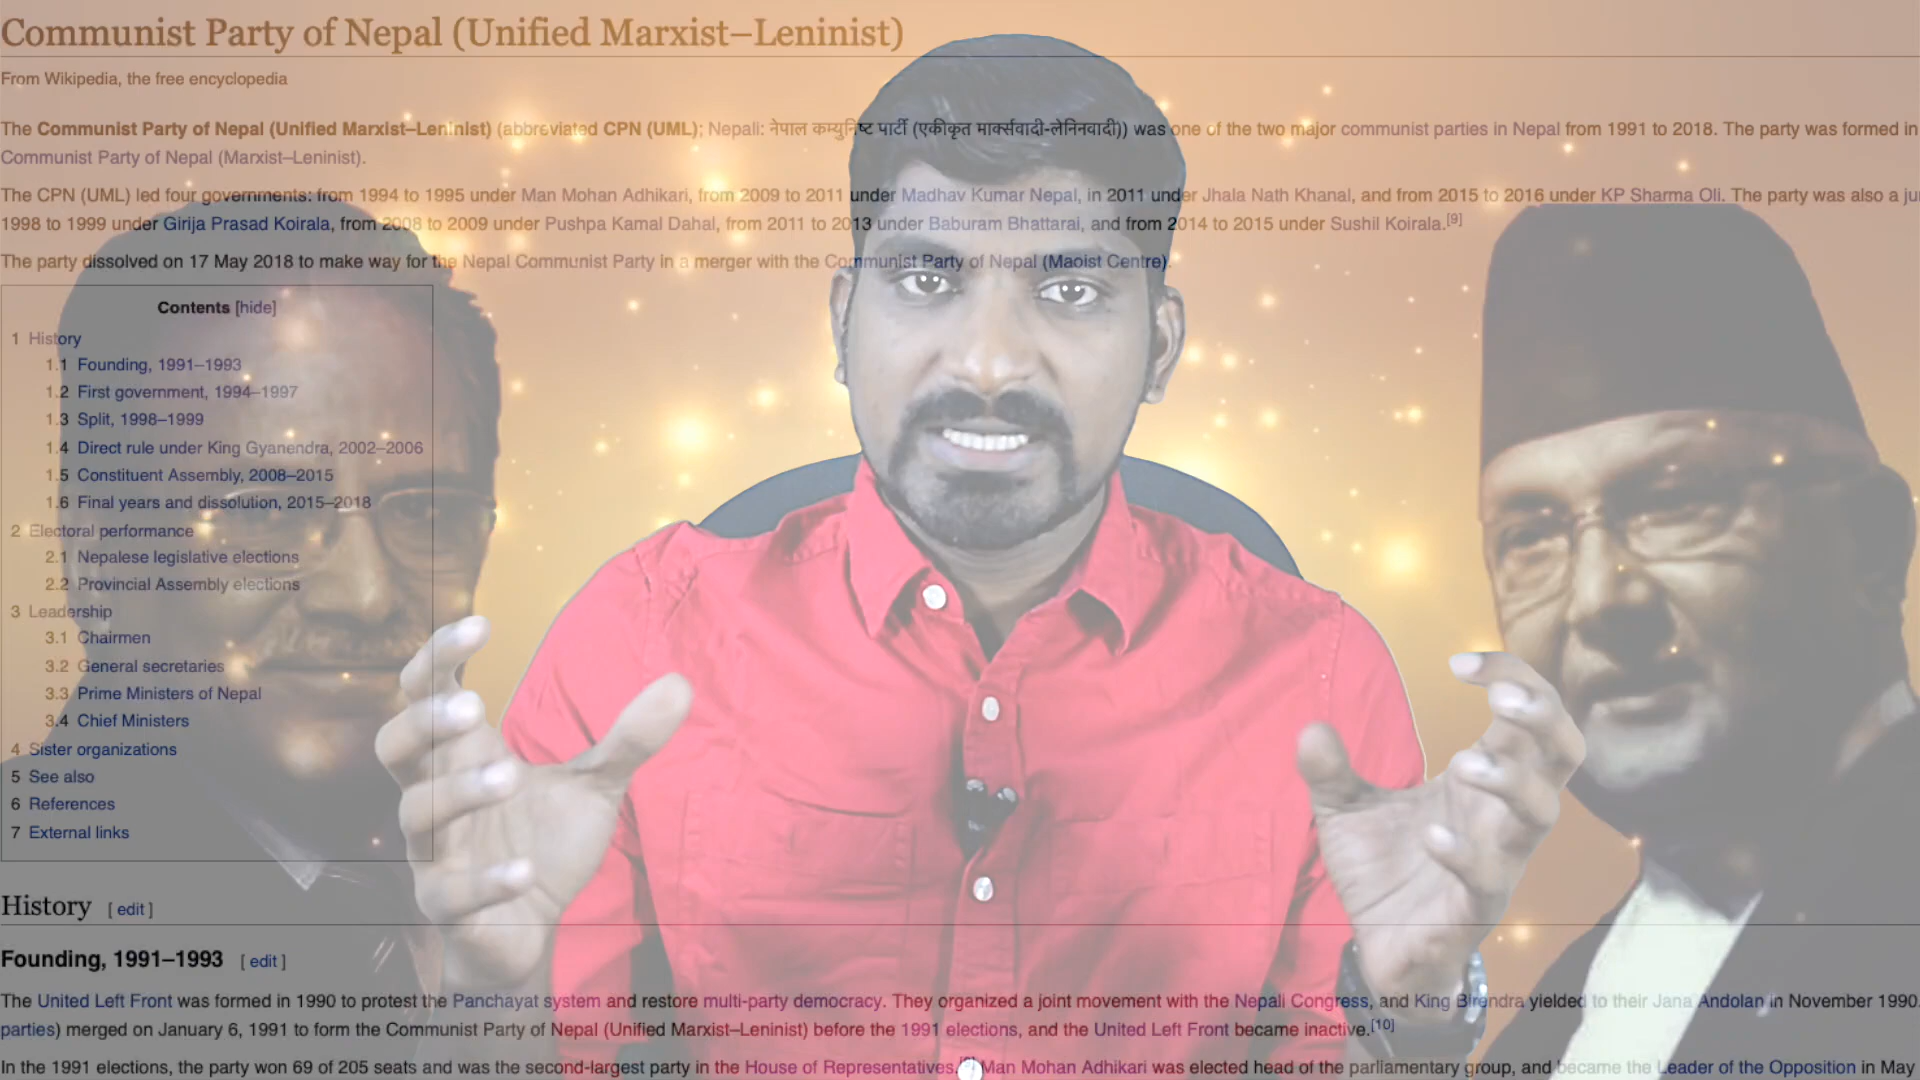 Communist Party of Nepal (Unified Marxist–Leninist)
From Wikipedia, the free encyclopedia
The Communist Party of Nepal (Unified Marxist–Leninist) (abbreviated CPN (UML); Nepali: नेपाल कम्युनिष्ट पार्टी (एकीकृत मार्क्सवादी-लेनिनवादी)) was one of the two major communist parties in Nepal from 1991 to 2018. The party was formed in
Communist Party of Nepal (Marxist–Leninist).
The CPN (UML) led four governments: from 1994 to 1995 under Man Mohan Adhikari, from 2009 to 2011 under Madhav Kumar Nepal, in 2011 under Jhala Nath Khanal, and from 2015 to 2016 under KP Sharma Oli. The party was also a ju
1998 to 1999 under Girija Prasad Koirala, from 2008 to 2009 under Pushpa Kamal Dahal, from 2011 to 2013 under Baburam Bhattarai, and from 2014 to 2015 under Sushil Koirala.[9]
The party dissolved on 17 May 2018 to make way for the Nepal Communist Party in a merger with the Communist Party of Nepal (Maoist Centre).
Contents [hide]
1 History
1.1 Founding, 1991–1993
1.2 First government, 1994–1997
1.3 Split, 1998–1999
1.4 Direct rule under King Gyanendra, 2002–2006
1.5 Constituent Assembly, 2008–2015
1.6 Final years and dissolution, 2015–2018
2 Electoral performance
2.1 Nepalese legislative elections
2.2 Provincial Assembly elections
3 Leadership
3.1 Chairmen
3.2 General secretaries
3.3 Prime Ministers of Nepal
3.4 Chief Ministers
4 Sister organizations
5 See also
6 References
7 External links
History [ edit ]
Founding, 1991–1993 [ edit ]
The United Left Front was formed in 1990 to protest the Panchayat system and restore multi-party democracy. They organized a joint movement with the Nepali Congress, and King Birendra yielded to their Jana Andolan in November 1990.
parties) merged on January 6, 1991 to form the Communist Party of Nepal (Unified Marxist–Leninist) before the 1991 elections, and the United Left Front became inactive.[10]
In the 1991 elections, the party won 69 of 205 seats and was the second-largest party in the House of Representatives. Man Mohan Adhikari was elected head of the parliamentary group, and became the Leader of the Opposition in May